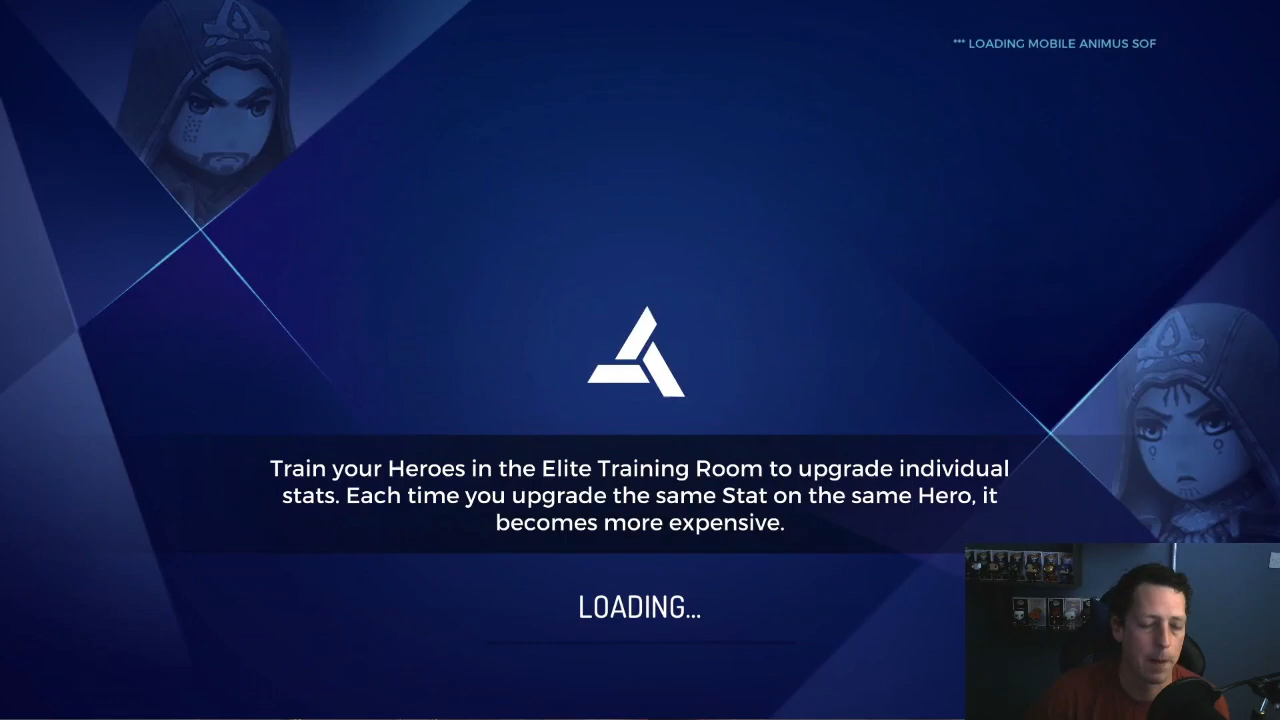 *** LOADING MOBILE ANIMUS SOF
Train your Heroes in the Elite Training Room to upgrade individual
stats. Each time you upgrade the same Stat on the same Hero, it
becomes more expensive.
LOADING...